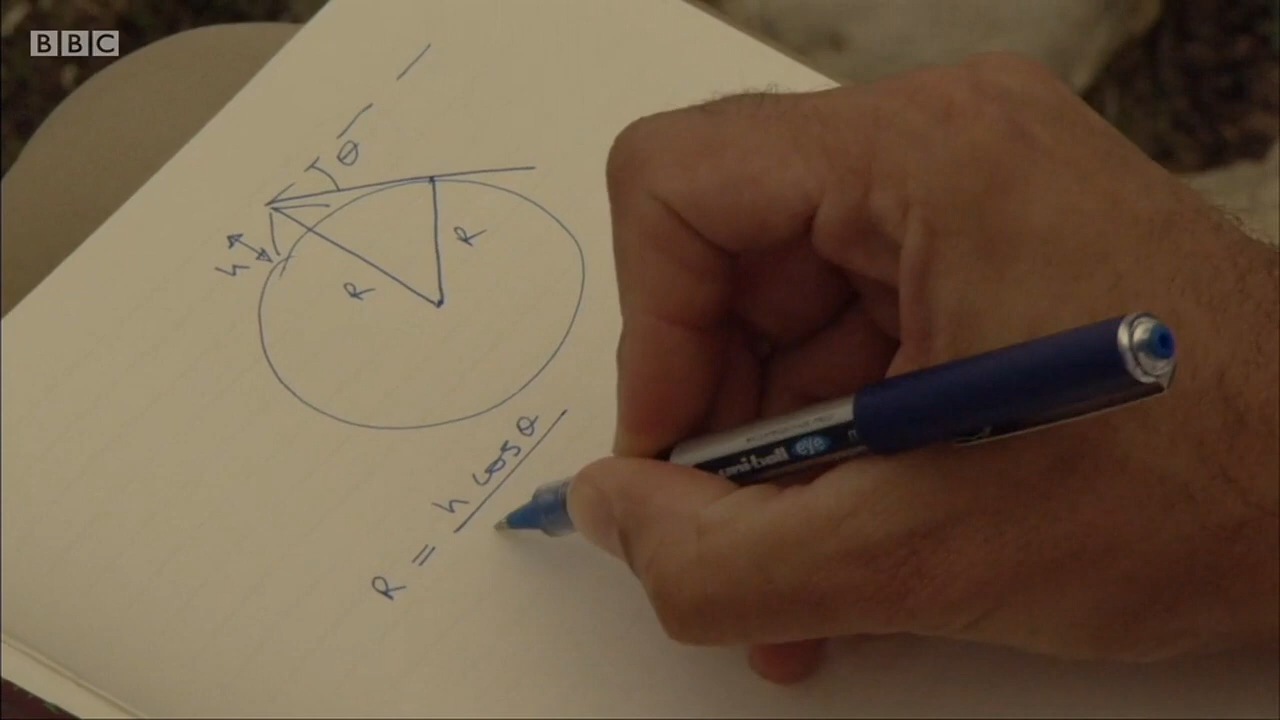 BBC
θ
h
R
R
R = h cos θ
uni-ball eye